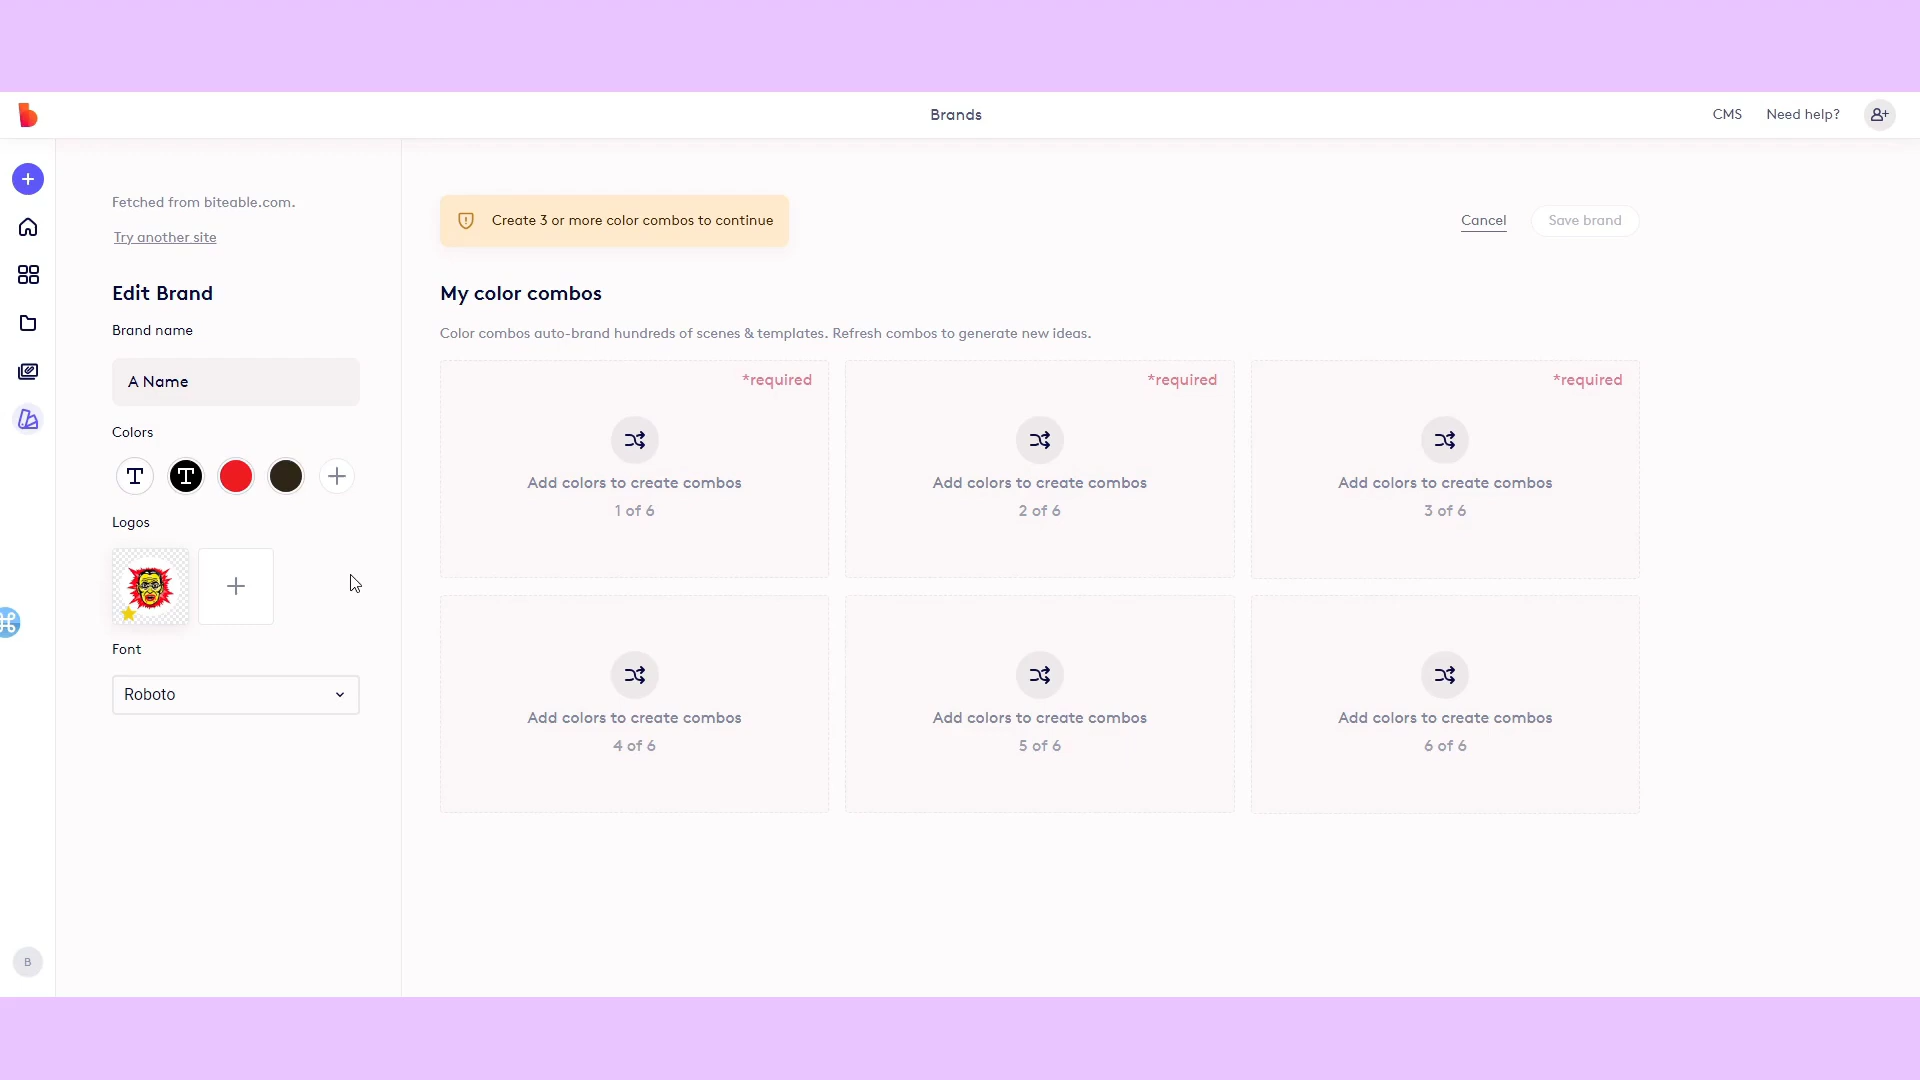 Brands
CMS
Need help?
Fetched from biteable.com.
Try another site
Edit Brand
Brand name
A Name
Colors
T
T
Logos
Font
Roboto
B
Create 3 or more color combos to continue
Cancel
Save brand
My color combos
Color combos auto-brand hundreds of scenes & templates. Refresh combos to generate new ideas.
*required
Add colors to create combos
1 of 6
*required
Add colors to create combos
2 of 6
*required
Add colors to create combos
3 of 6
Add colors to create combos
4 of 6
Add colors to create combos
5 of 6
Add colors to create combos
6 of 6